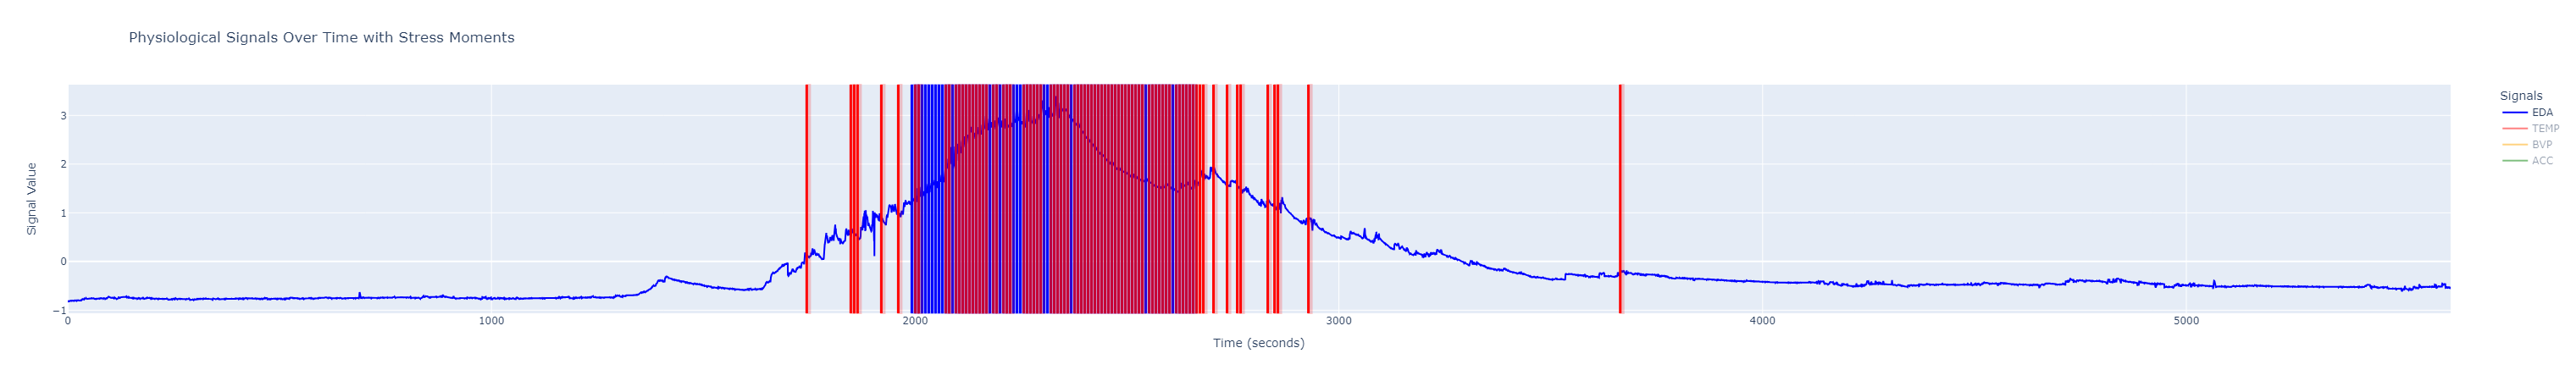 Physiological Signals Over Time with Stress Moments
Signals
EDA
TEMP
BVP
ACC
Signal Value
3
2
1
0
−1
0
1000
2000
3000
4000
5000
Time (seconds)